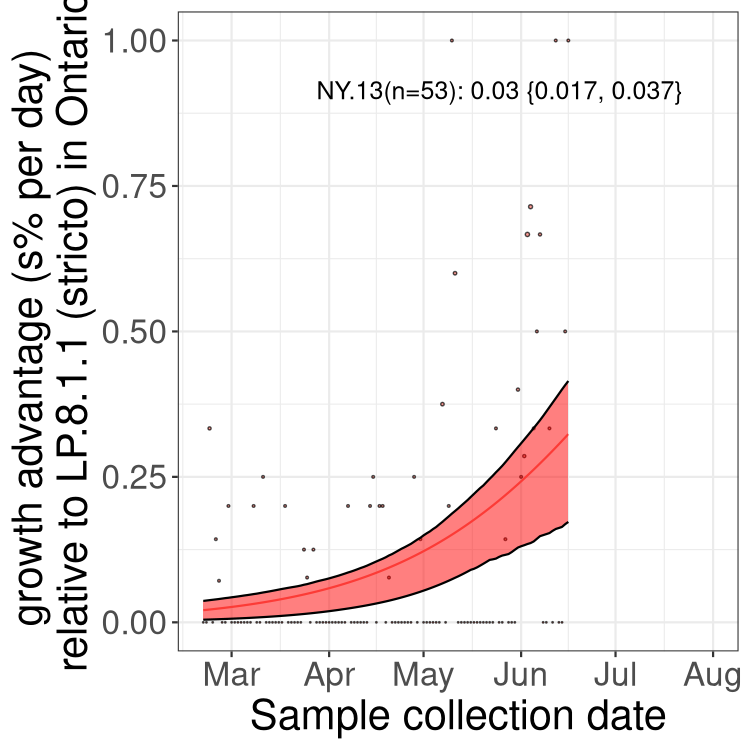 growth advantage (s% per day)
relative to LP.8.1.1 (stricto) in Ontario
1.00
0.75
0.50
0.25
0.00
NY.13(n=53): 0.03 {0.017, 0.037}
Mar Apr May Jun Jul Aug
Sample collection date